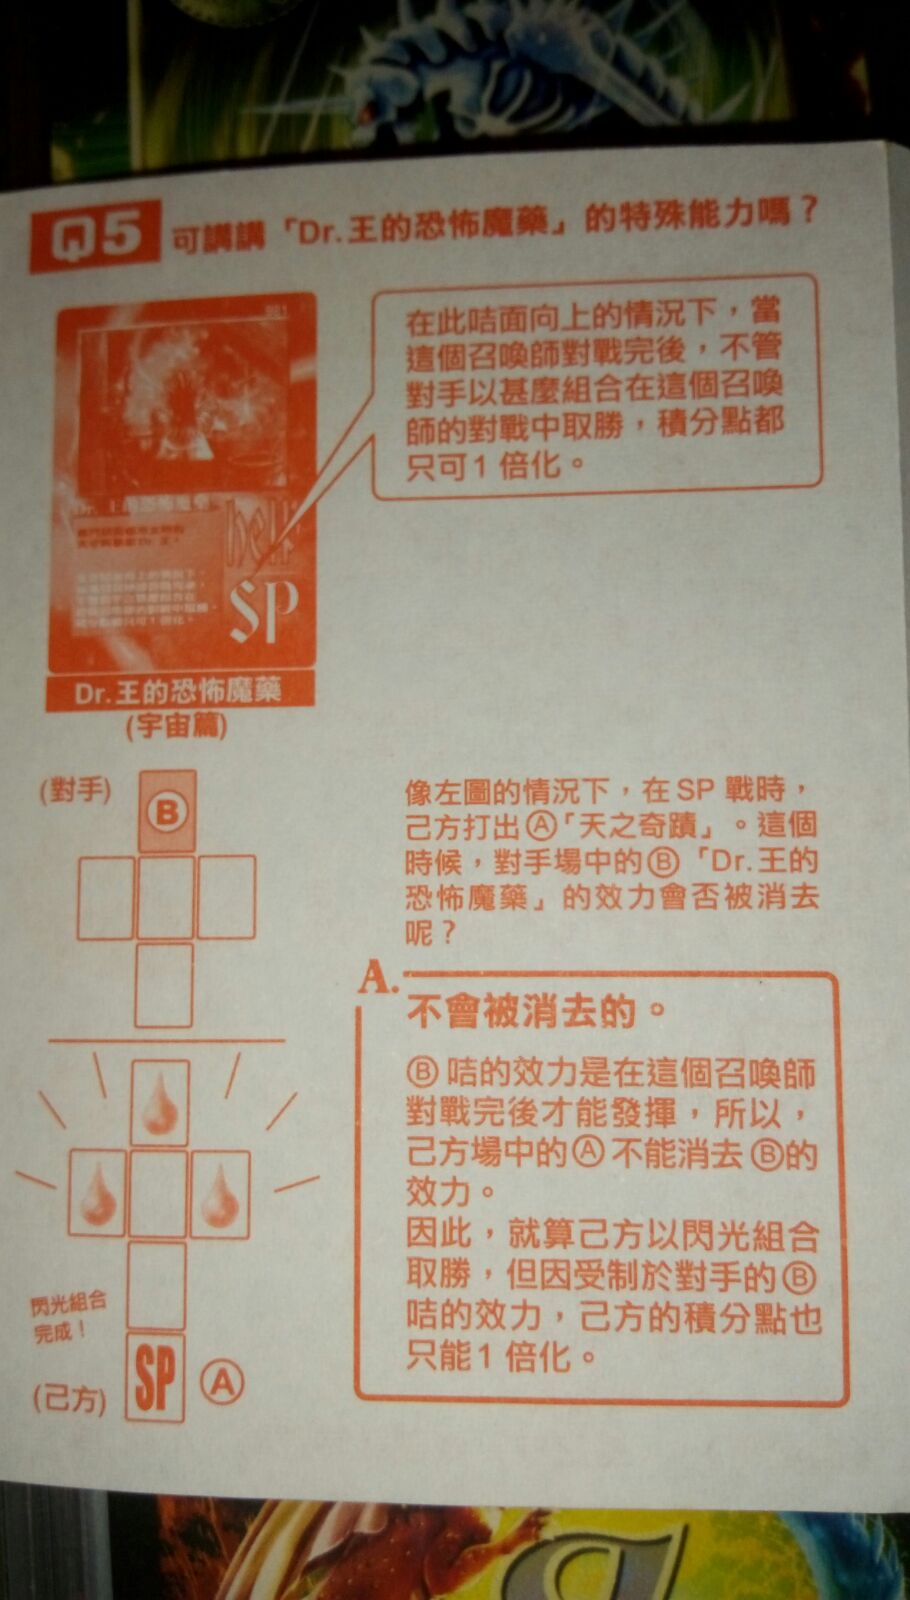 Q5 可講講「Dr.王的恐怖魔藥」的特殊能力嗎？
在此咭面向上的情況下，當
這個召喚師對戰完後，不管
對手以甚麼組合在這個召喚
師的對戰中取勝，積分點都
只可1 倍化。
Dr. 王的恐怖魔藥
help
SP
Dr.王的恐怖魔藥
(宇宙篇)
(對手)
B
像左圖的情況下，在 SP 戰時，
己方打出Ⓐ「天之奇蹟」。這個
時候，對手場中的Ⓑ「Dr.王的
恐怖魔藥」的效力會否被消去
呢？
A.
不會被消去的。
Ⓑ 咭的效力是在這個召喚師
對戰完後才能發揮，所以，
己方場中的Ⓐ 不能消去 Ⓑ的
效力。
因此，就算己方以閃光組合
取勝，但因受制於對手的Ⓑ
咭的效力，己方的積分點也
只能1 倍化。
閃光組合
完成！
(己方)
SP
Ⓐ